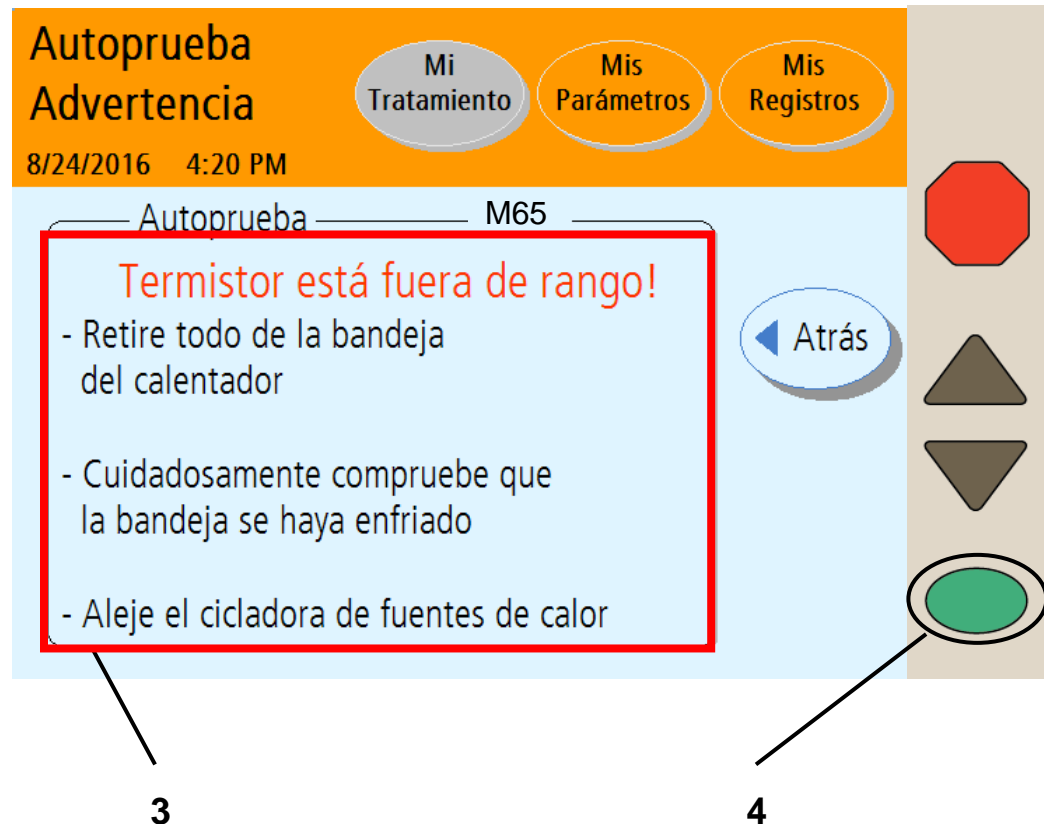 Autoprueba
Advertencia
8/24/2016 4:20 PM
Mi
Tratamiento
Mis
Parámetros
Mis
Registros
Autoprueba M65
Termistor está fuera de rango!
- Retire todo de la bandeja
del calentador
- Cuidadosamente compruebe que
la bandeja se haya enfriado
- Aleje el cicladora de fuentes de calor
Atrás
3
4